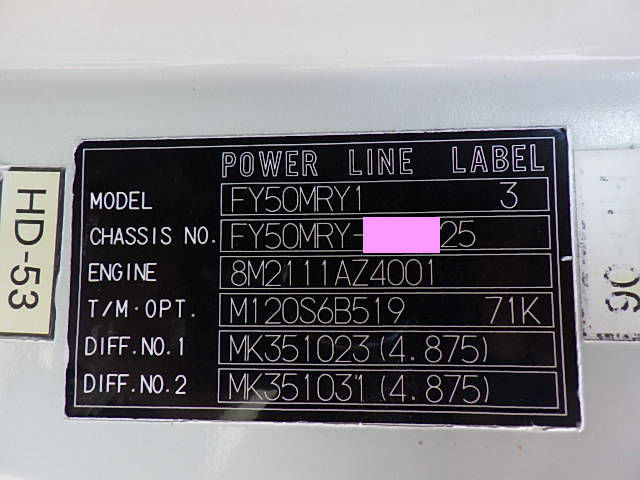 POWER LINE LABEL
MODEL FY50MRY1 3
CHASSIS NO. FY50MRY- 25
ENGINE 8M2111AZ4001
T/M·OPT. M120S6B519 71K
DIFF.NO.1 MK351023(4.875)
DIFF.NO.2 MK351031(4.875)
HD-53